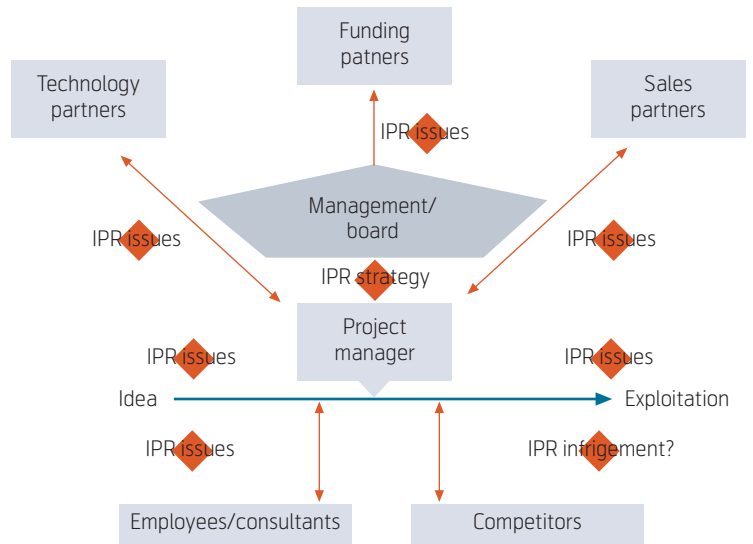 Funding
patners
Technology
partners
Sales
partners
IPR issues
Management/
board
IPR issues
IPR issues
IPR strategy
Project
manager
IPR issues
IPR issues
Idea
Exploitation
IPR issues
IPR infrigement?
Employees/consultants
Competitors